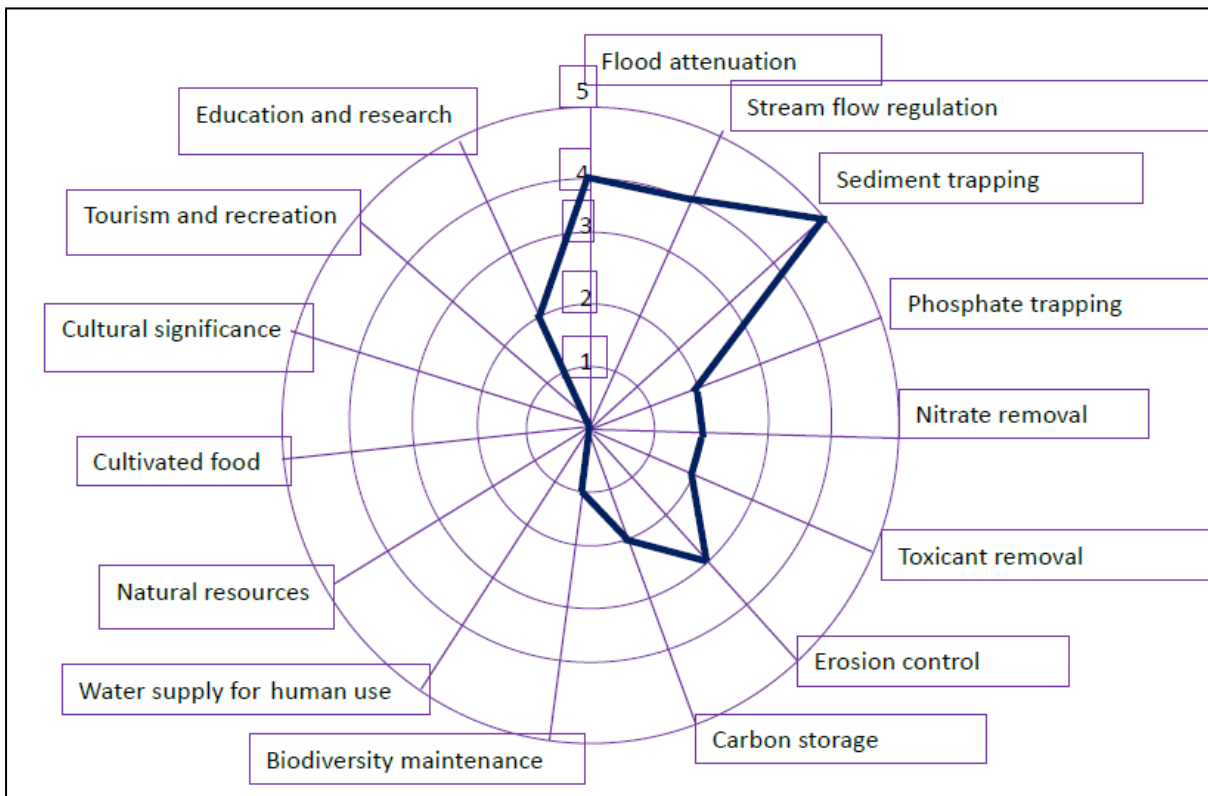 Flood attenuation
5
Stream flow regulation
Education and research
4
Sediment trapping
Tourism and recreation
3
2
Phosphate trapping
Cultural significance
1
Nitrate removal
Cultivated food
Toxicant removal
Natural resources
Erosion control
Water supply for human use
Carbon storage
Biodiversity maintenance